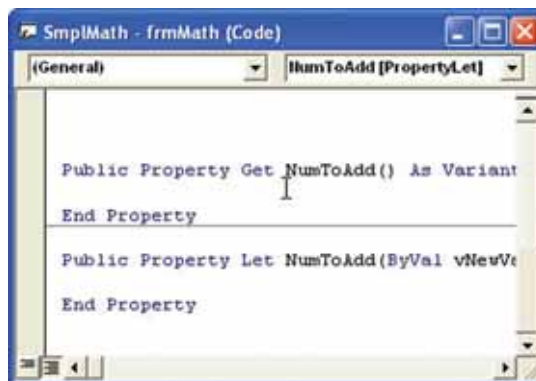 SmplMath - frmMath (Code)
(General) NumToAdd [PropertyLet]
Public Property Get NumToAdd() As Variant
End Property
Public Property Let NumToAdd(ByVal vNewVa
End Property